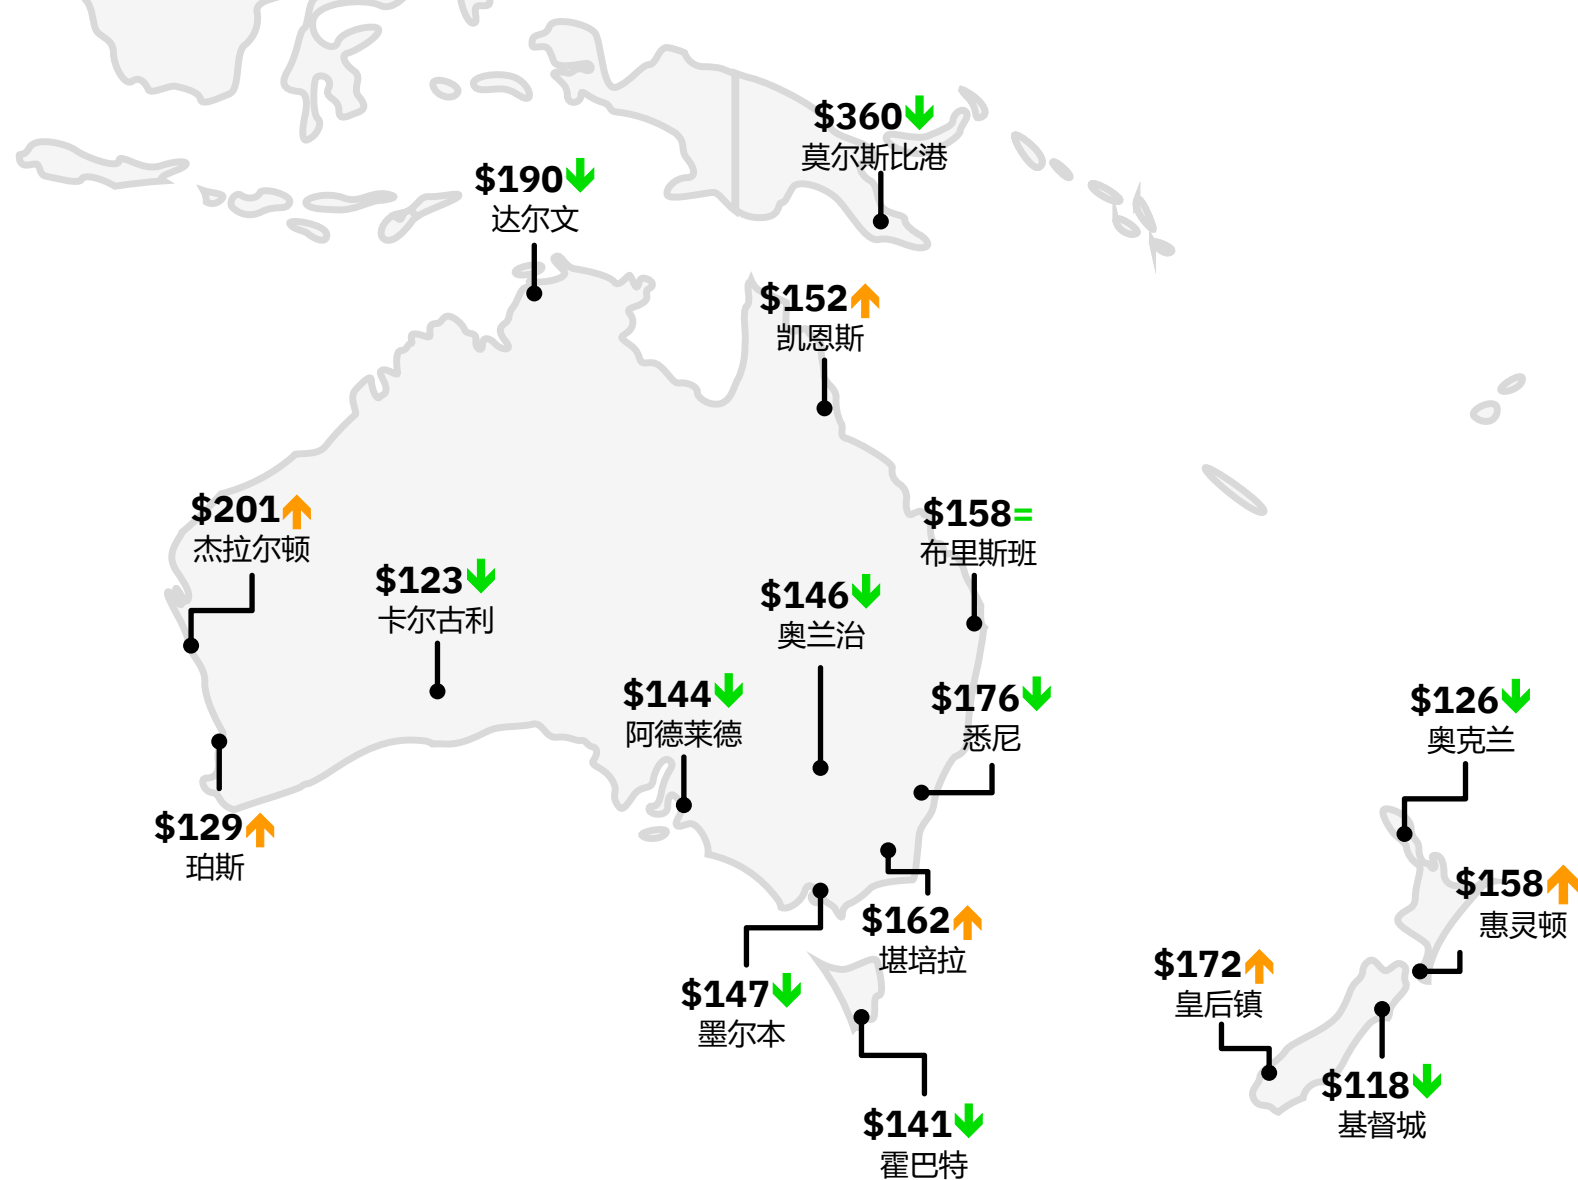 $360
莫尔斯比港
$190
达尔文
$152
凯恩斯
$201
杰拉尔顿
$158=
布里斯班
$123
卡尔古利
$146
奥兰治
$144
阿德莱德
$176
悉尼
$126
奥克兰
$129
珀斯
$158
惠灵顿
$162
堪培拉
$172
皇后镇
$147
墨尔本
$118
基督城
$141
霍巴特